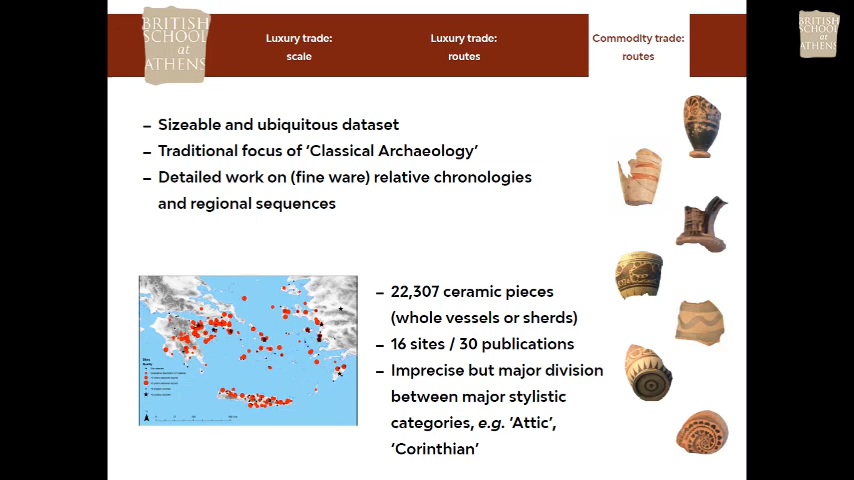 BRITISH
SCHOOL
at
ATHENS
Luxury trade:
scale
Luxury trade:
routes
Commodity trade:
routes
BRITISH
SCHOOL
at
ATHENS
– Sizeable and ubiquitous dataset
– Traditional focus of ‘Classical Archaeology’
– Detailed work on (fine ware) relative chronologies
and regional sequences
– 22,307 ceramic pieces
(whole vessels or sherds)
– 16 sites / 30 publications
– Imprecise but major division
between major stylistic
categories, e.g. ‘Attic’,
‘Corinthian’